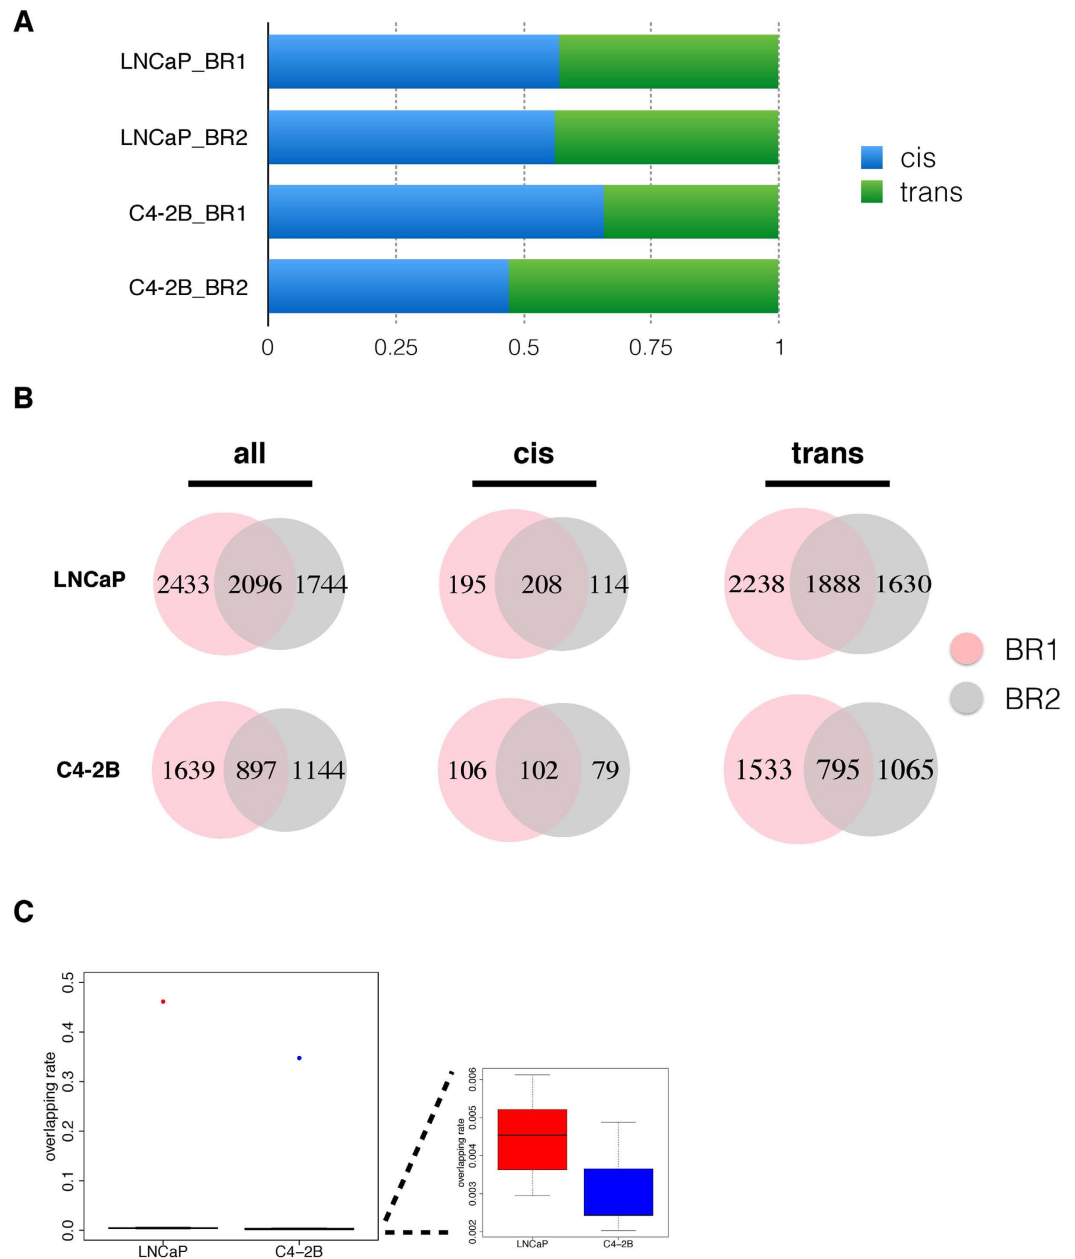 A
LNCaP_BR1
LNCaP_BR2
C4-2B_BR1
C4-2B_BR2
0 0.25 0.5 0.75 1
cis
trans
B
all cis trans
LNCaP
2433 2096 1744
195 208 114
2238 1888 1630
BR1
BR2
C4-2B
1639 897 1144
106 102 79
1533 795 1065
C
overlapping rate
0.5
0.4
0.3
0.2
0.1
0.0
LNCaP C4-2B
overlapping rate
0.006
0.005
0.004
0.003
0.002
LNCaP C4-2B